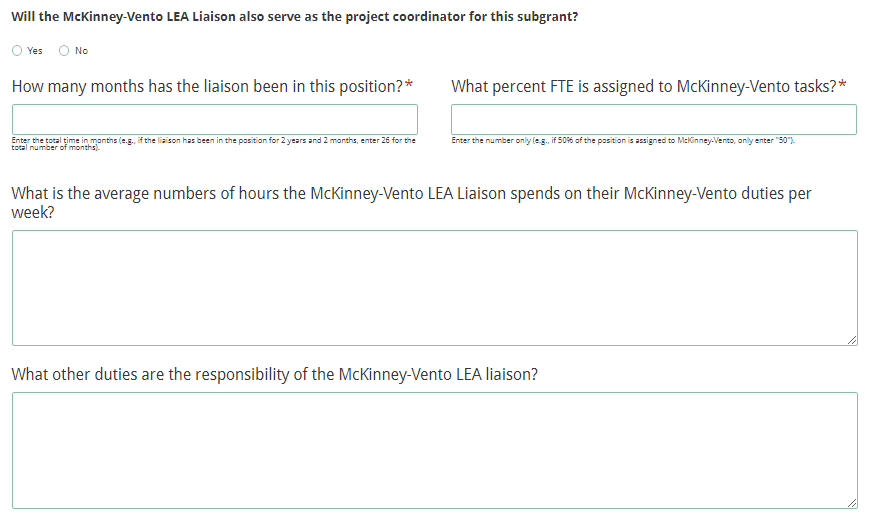 Will the McKinney-Vento LEA Liaison also serve as the project coordinator for this subgrant?
Yes No
How many months has the liaison been in this position?*
What percent FTE is assigned to McKinney-Vento tasks?*
Enter the total time in months (e.g., if the liaison has been in the position for 2 years and 2 months, enter 26 for the
total number of months).
Enter the number only (e.g., if 50% of the position is assigned to McKinney-Vento, only enter "50").
What is the average numbers of hours the McKinney-Vento LEA Liaison spends on their McKinney-Vento duties per
week?
What other duties are the responsibility of the McKinney-Vento LEA liaison?